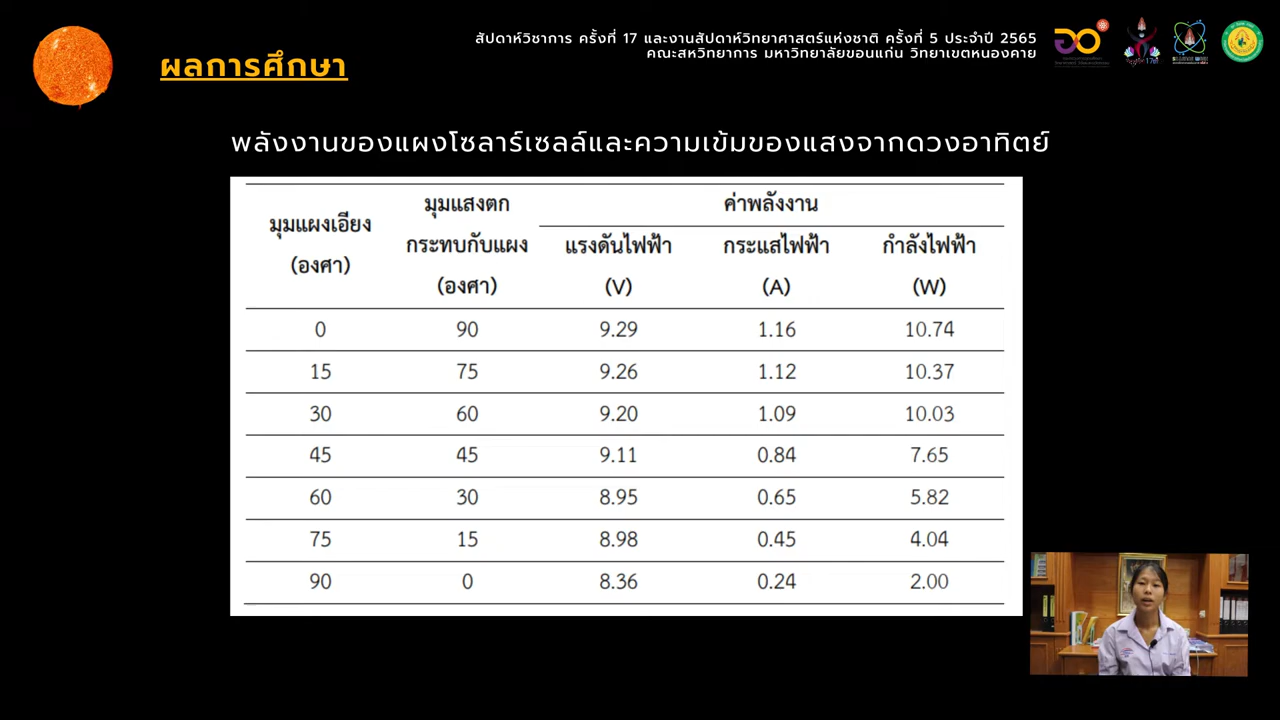 สัปดาห์วิชาการ ครั้งที่ 17 และงานสัปดาห์วิทยาศาสตร์แห่งชาติ ครั้งที่ 5 ประจำปี 2565
คณะสหวิทยาการ มหาวิทยาลัยขอนแก่น วิทยาเขตหนองคาย
ผลการศึกษา
พลังงานของแผงโซลาร์เซลล์และความเข้มของแสงจากดวงอาทิตย์
มุมแผงเอียง (องศา) มุมแสงตกกระทบกับแผง (องศา) ค่าพลังงาน
แรงดันไฟฟ้า (V) กระแสไฟฟ้า (A) กำลังไฟฟ้า (W)
0 90 9.29 1.16 10.74
15 75 9.26 1.12 10.37
30 60 9.20 1.09 10.03
45 45 9.11 0.84 7.65
60 30 8.95 0.65 5.82
75 15 8.98 0.45 4.04
90 0 8.36 0.24 2.00